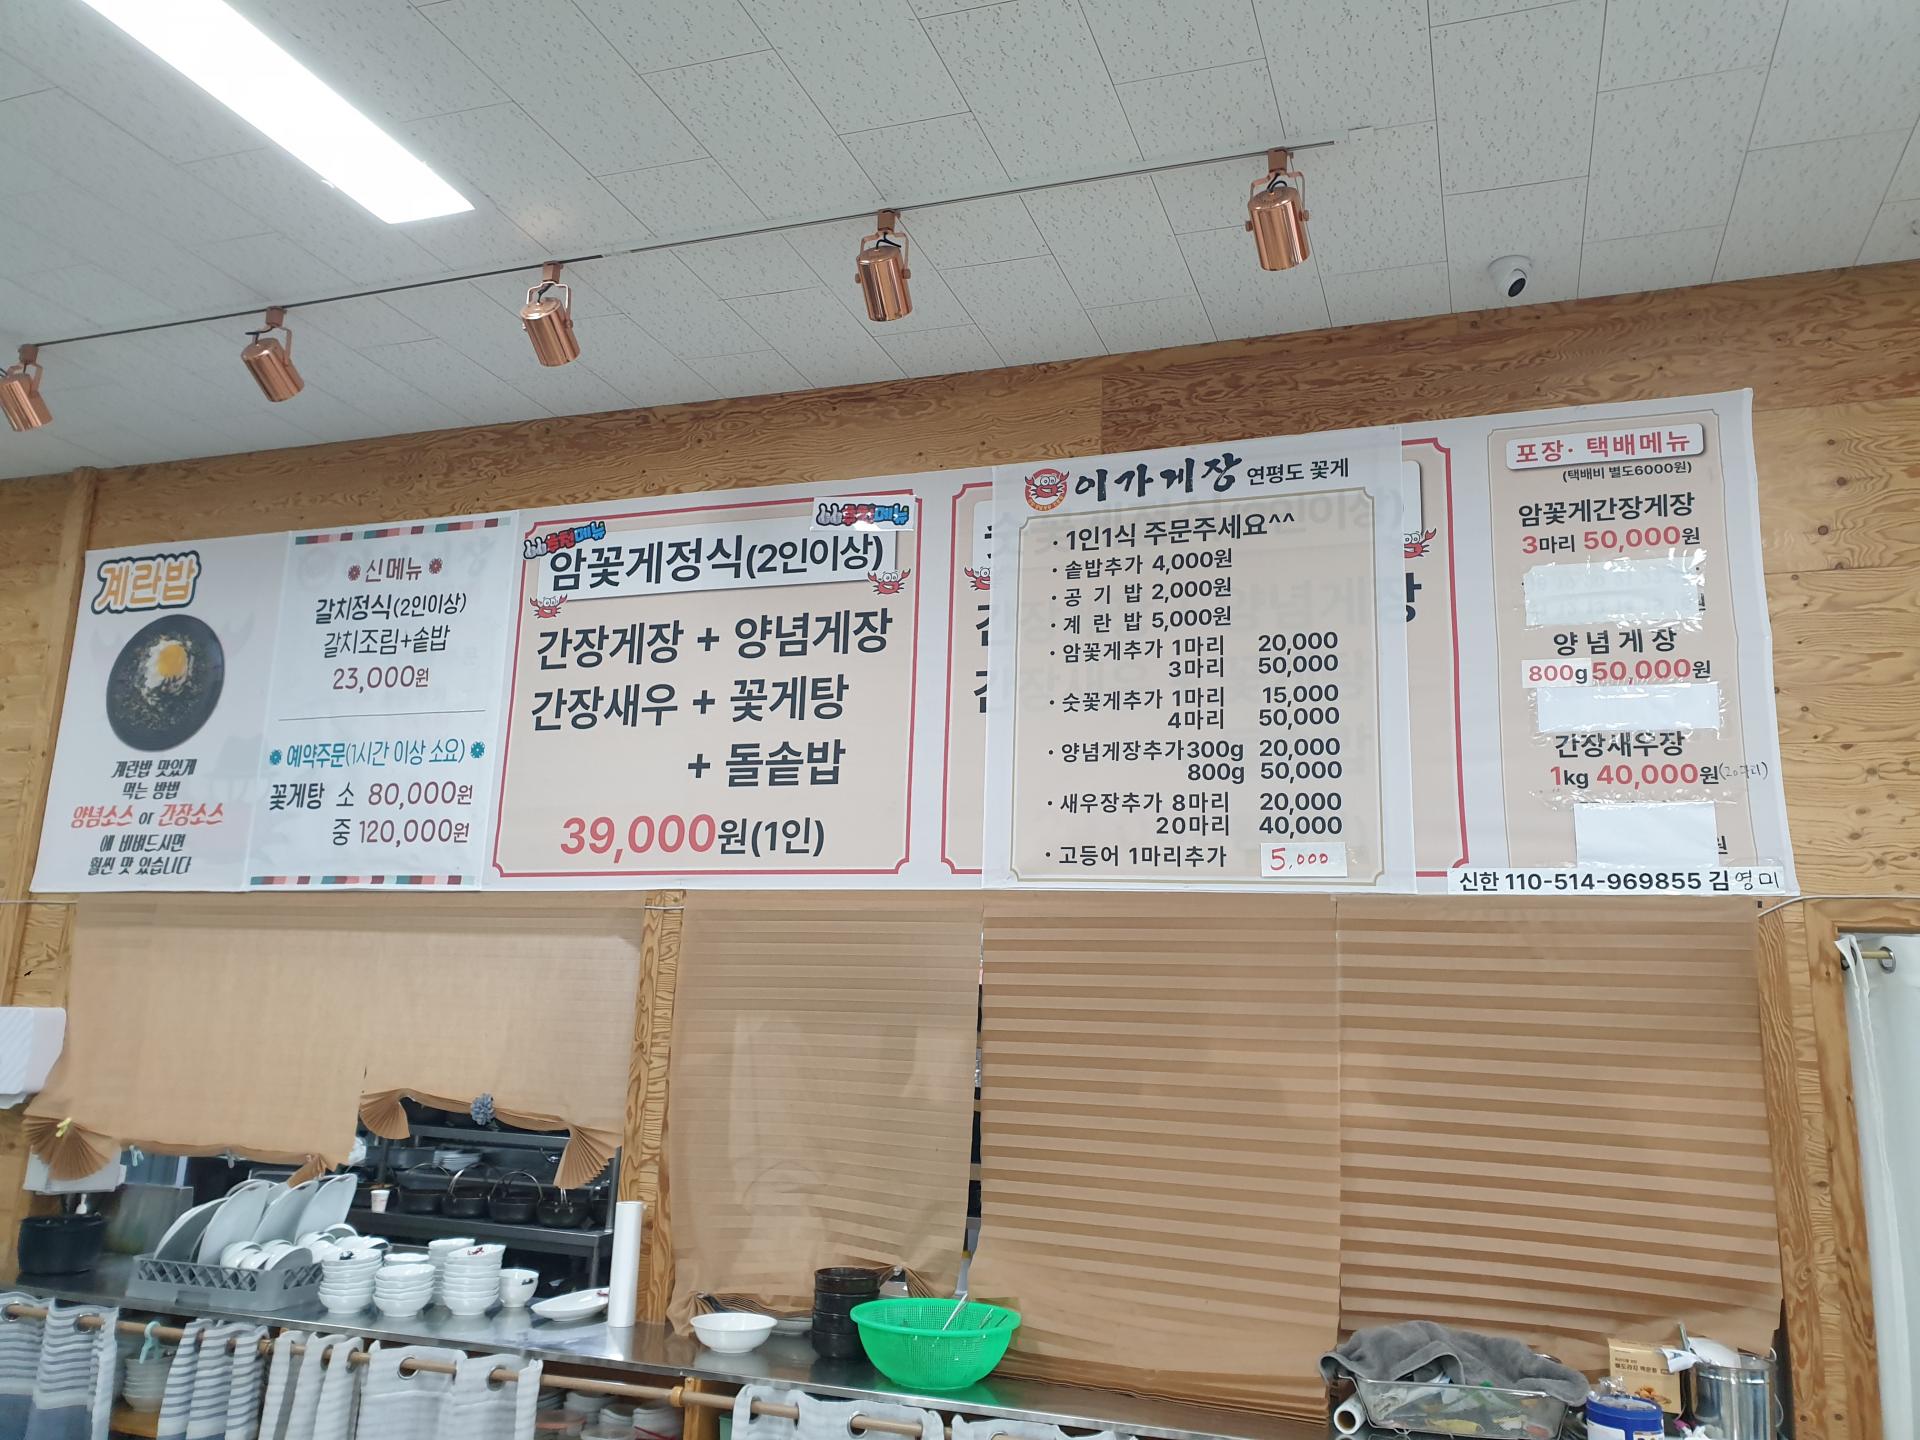 계란밥
계란밥 맛있게
먹는 방법
양념소스 or 간장소스
에 비벼드시면
훨씬 맛 있습니다
신메뉴
갈치정식(2인이상)
갈치조림+솥밥
23,000원
예약주문(1시간 이상 소요)
꽃게탕 소 80,000원
중 120,000원
추천메뉴
추천메뉴
암꽃게정식(2인이상)
간장게장 + 양념게장
간장새우 + 꽃게탕
+ 돌솥밥
39,000원(1인)
이가게장 연평도 꽃게
· 1인1식 주문주세요^^
· 솥밥추가 4,000원
· 공 기 밥 2,000원
· 계 란 밥 5,000원
· 암꽃게추가 1마리 20,000
3마리 50,000
· 숫꽃게추가 1마리 15,000
4마리 50,000
· 양념게장추가300g 20,000
800g 50,000
· 새우장추가 8마리 20,000
20마리 40,000
· 고등어 1마리추가 5,000
포장· 택배메뉴
(택배비 별도6000원)
암꽃게간장게장
3마리 50,000원
원
양 념 게 장
800g 50,000원
간장새우장
1kg 40,000원(20마리)
원
신한 110-514-969855 김영미